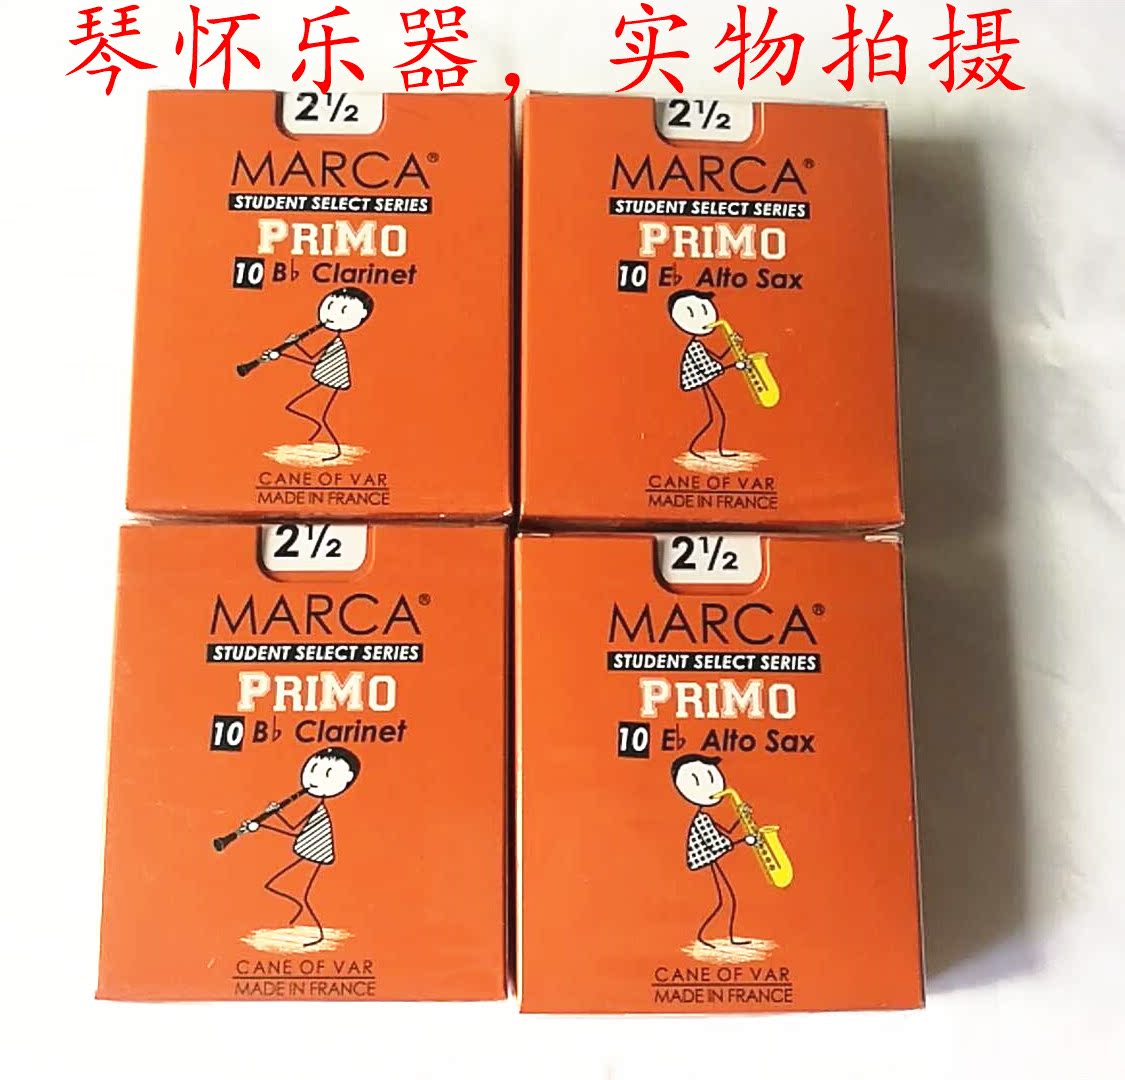 琴怀乐器，实物拍摄
2½
MARCA®
STUDENT SELECT SERIES
PRIMO
10 B♭ Clarinet
CANE OF VAR
MADE IN FRANCE
2½
MARCA®
STUDENT SELECT SERIES
PRIMO
10 E♭ Alto Sax
CANE OF VAR
MADE IN FRANCE
2½
MARCA®
STUDENT SELECT SERIES
PRIMO
10 B♭ Clarinet
CANE OF VAR
MADE IN FRANCE
2½
MARCA®
STUDENT SELECT SERIES
PRIMO
10 E♭ Alto Sax
CANE OF VAR
MADE IN FRANCE